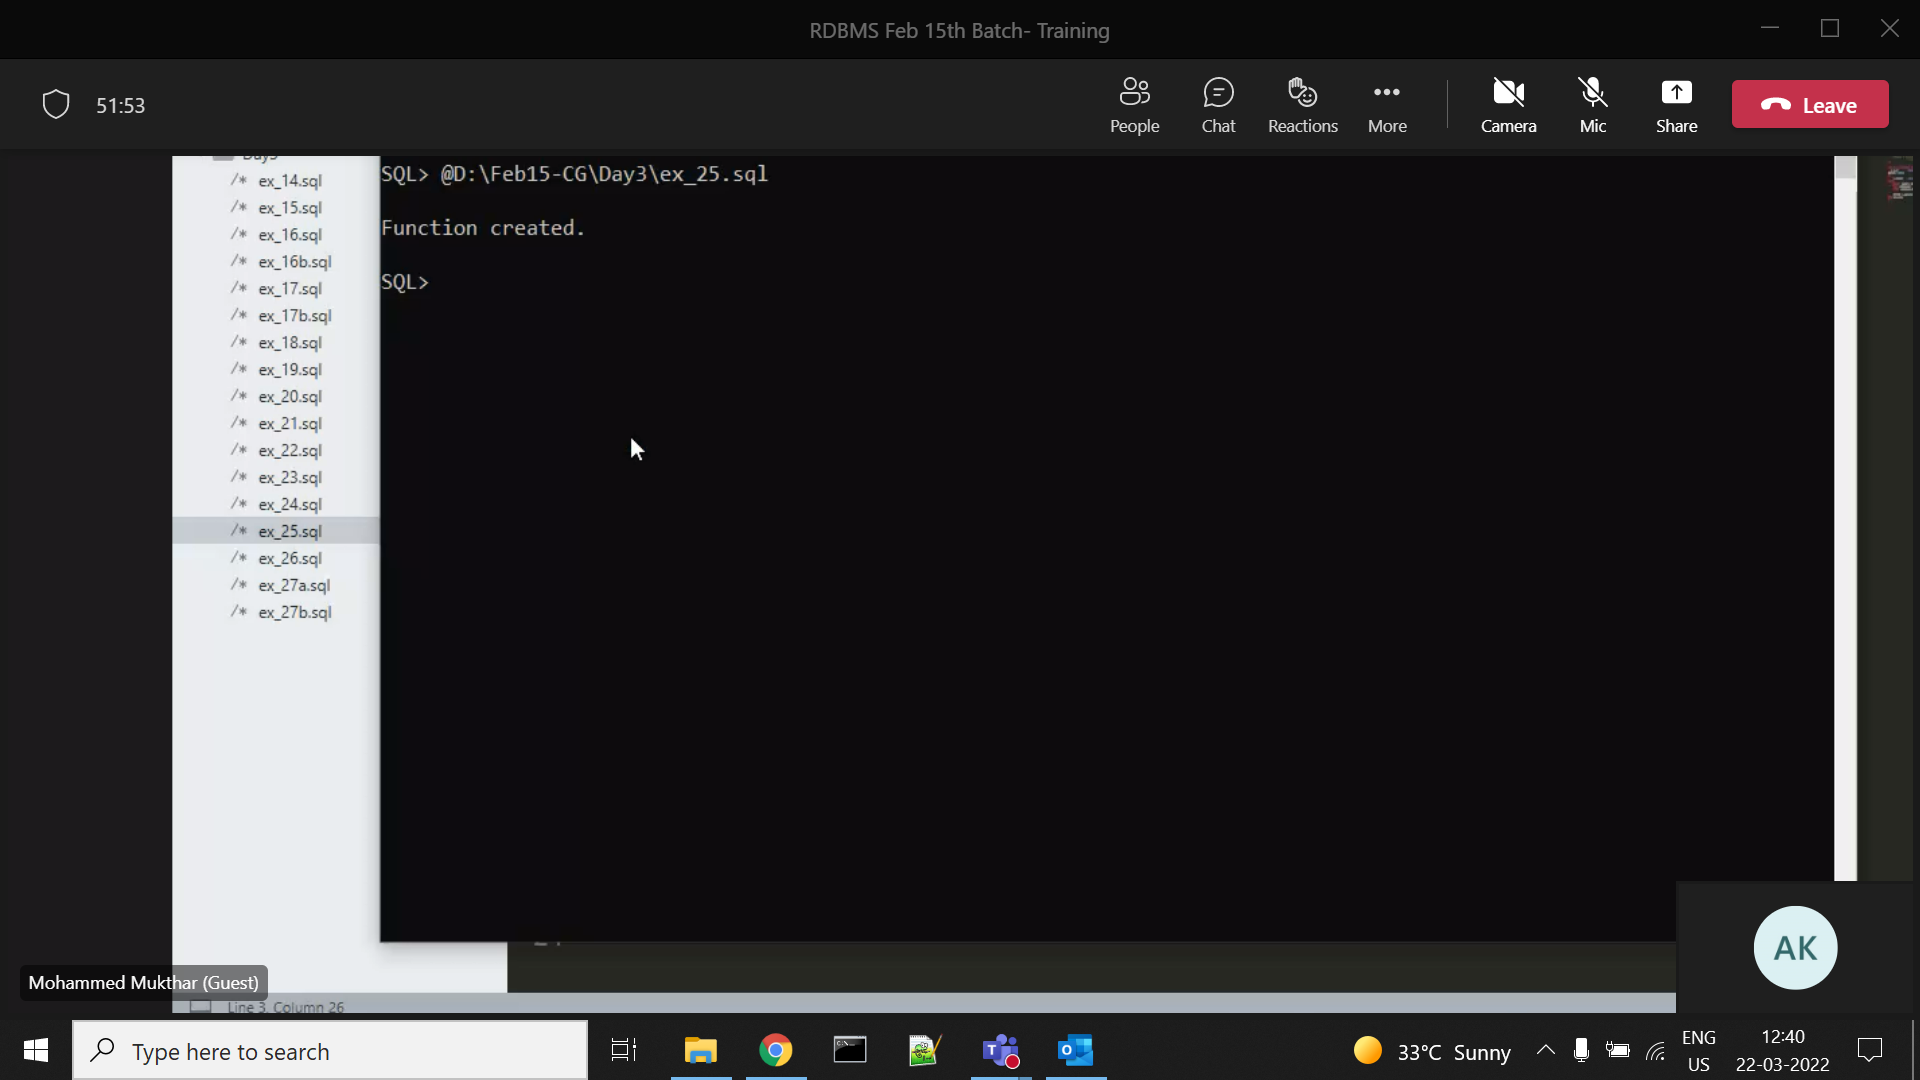 RDBMS Feb 15th Batch- Training
51:53
People
Chat
Reactions
More
Camera
Mic
Share
Leave
Day3
/* ex_14.sql
/* ex_15.sql
/* ex_16.sql
/* ex_16b.sql
/* ex_17.sql
/* ex_17b.sql
/* ex_18.sql
/* ex_19.sql
/* ex_20.sql
/* ex_21.sql
/* ex_22.sql
/* ex_23.sql
/* ex_24.sql
/* ex_25.sql
/* ex_26.sql
/* ex_27a.sql
/* ex_27b.sql
SQL> @D:\Feb15-CG\Day3\ex_25.sql
Function created.
SQL>
AK
Mohammed Mukthar (Guest)
Line 3, Column 26
Type here to search
33°C Sunny
ENG
US
12:40
22-03-2022